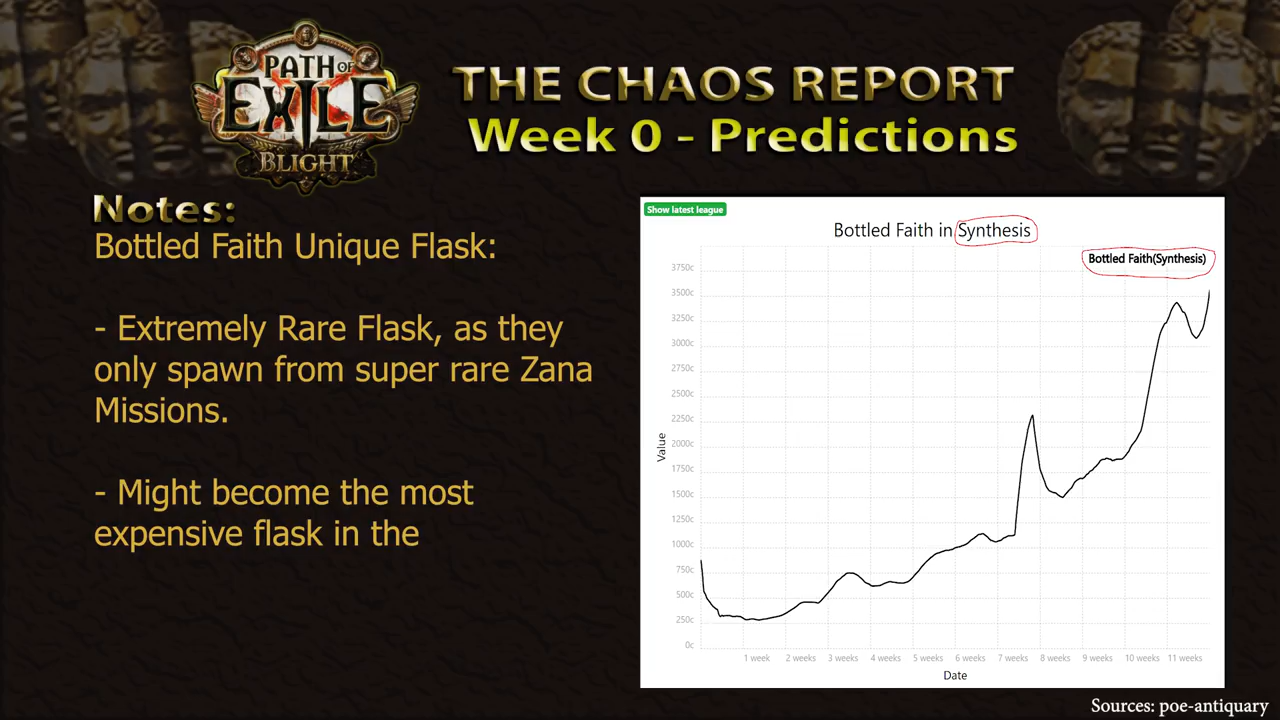 PATH OF
EXILE
BLIGHT
THE CHAOS REPORT
Week 0 - Predictions
Notes:
Bottled Faith Unique Flask:
- Extremely Rare Flask, as they
only spawn from super rare Zana
Missions.
- Might become the most
expensive flask in the
Show latest league
Bottled Faith in Synthesis
Bottled Faith(Synthesis)
3750c
3500c
3250c
3000c
2750c
2500c
2250c
2000c
1750c
1500c
1250c
1000c
750c
500c
250c
0c
Value
1 week 2 weeks 3 weeks 4 weeks 5 weeks 6 weeks 7 weeks 8 weeks 9 weeks 10 weeks 11 weeks
Date
Sources: poe-antiquary